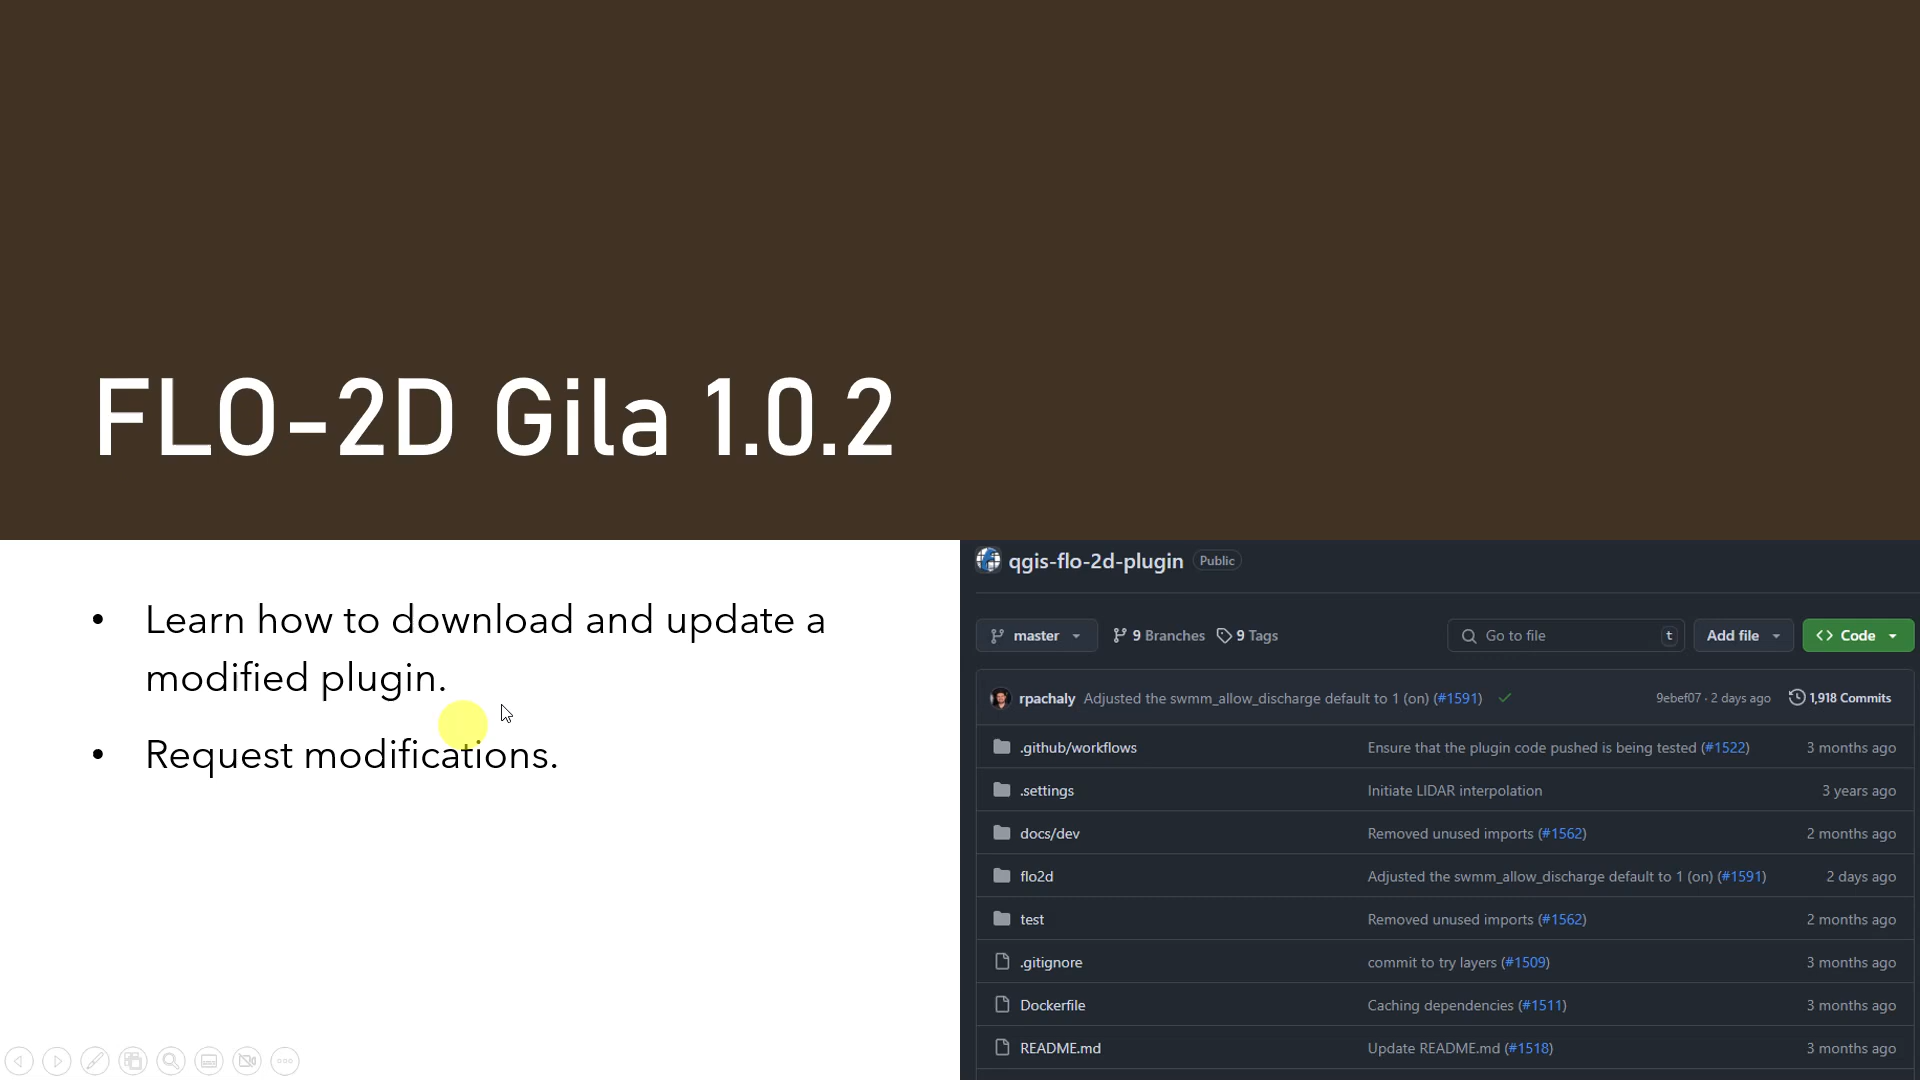 FLO-2D Gila 1.0.2
• Learn how to download and update a
modified plugin.
• Request modifications.
qgis-flo-2d-plugin Public
master 9 Branches 9 Tags Go to file t Add file Code
rpachaly Adjusted the swmm_allow_discharge default to 1 (on) (#1591) 9ebef07 · 2 days ago 1,918 Commits
.github/workflows Ensure that the plugin code pushed is being tested (#1522) 3 months ago
.settings Initiate LIDAR interpolation 3 years ago
docs/dev Removed unused imports (#1562) 2 months ago
flo2d Adjusted the swmm_allow_discharge default to 1 (on) (#1591) 2 days ago
test Removed unused imports (#1562) 2 months ago
.gitignore commit to try layers (#1509) 3 months ago
Dockerfile Caching dependencies (#1511) 3 months ago
README.md Update README.md (#1518) 3 months ago